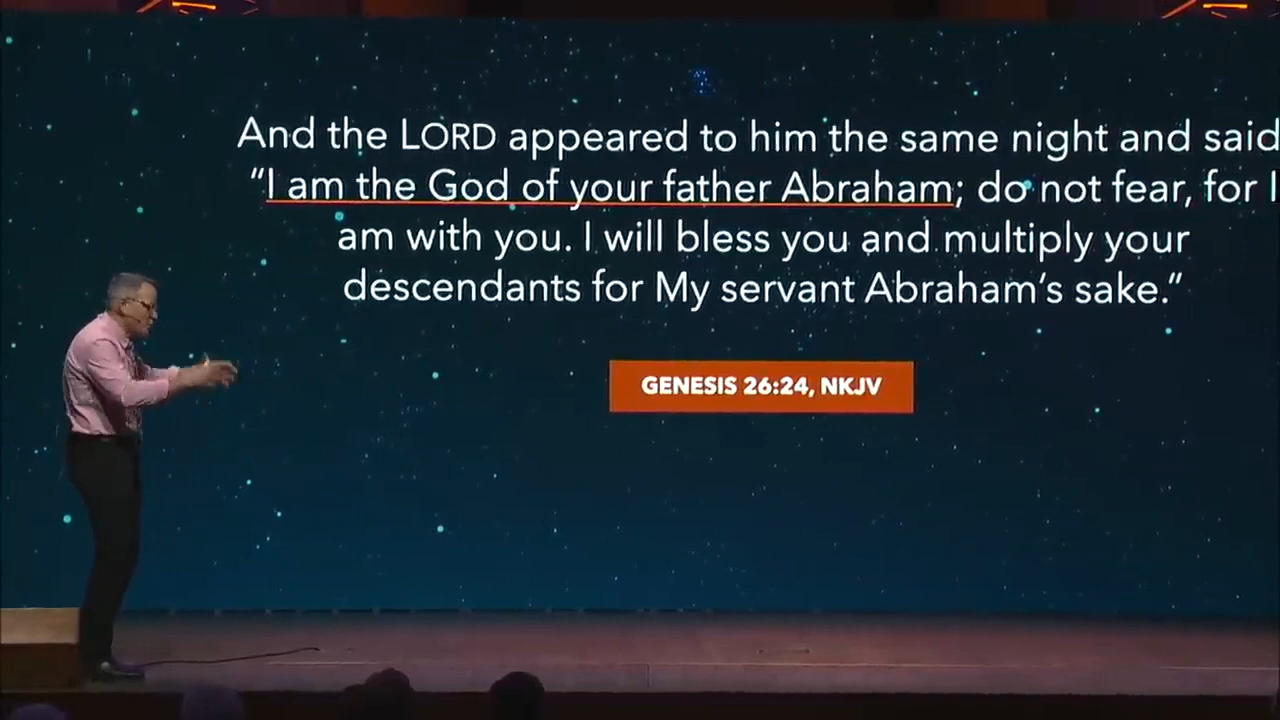 And the LORD appeared to him the same night and said
“I am the God of your father Abraham; do not fear, for I
am with you. I will bless you and multiply your
descendants for My servant Abraham’s sake.“
GENESIS 26:24, NKJV